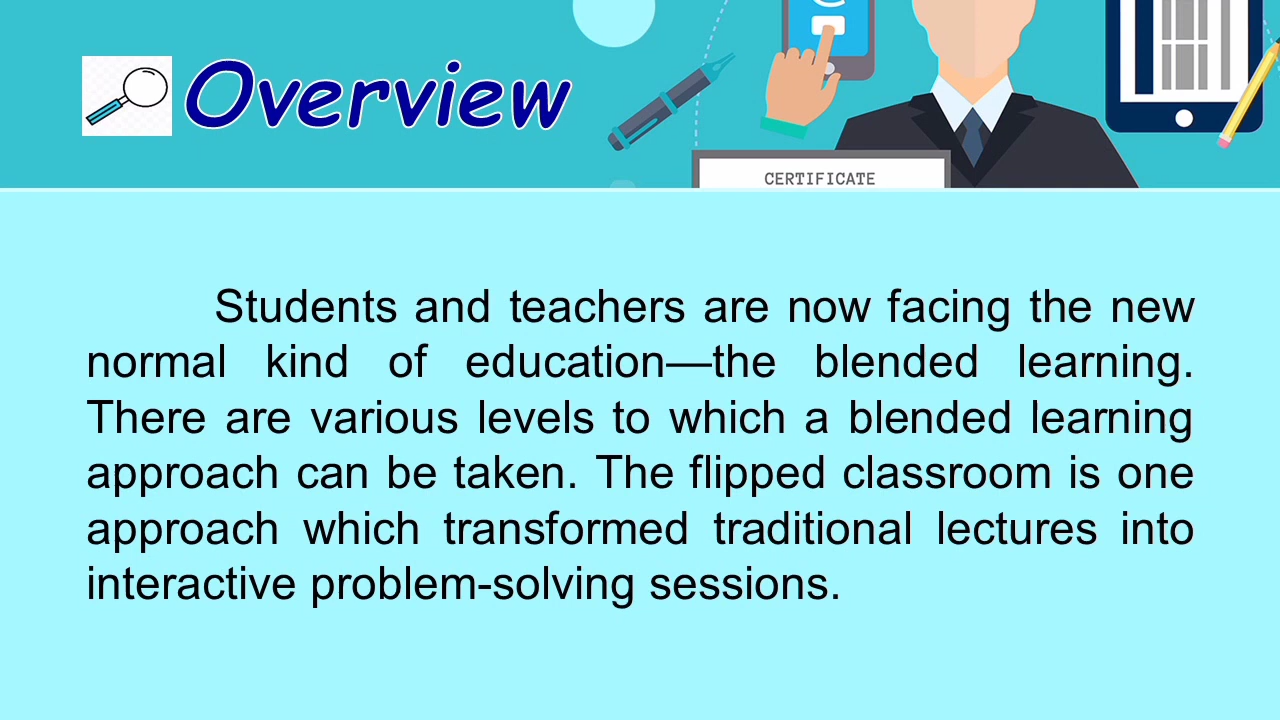 Overview
CERTIFICATE
Students and teachers are now facing the new
normal kind of education—the blended learning.
There are various levels to which a blended learning
approach can be taken. The flipped classroom is one
approach which transformed traditional lectures into
interactive problem-solving sessions.